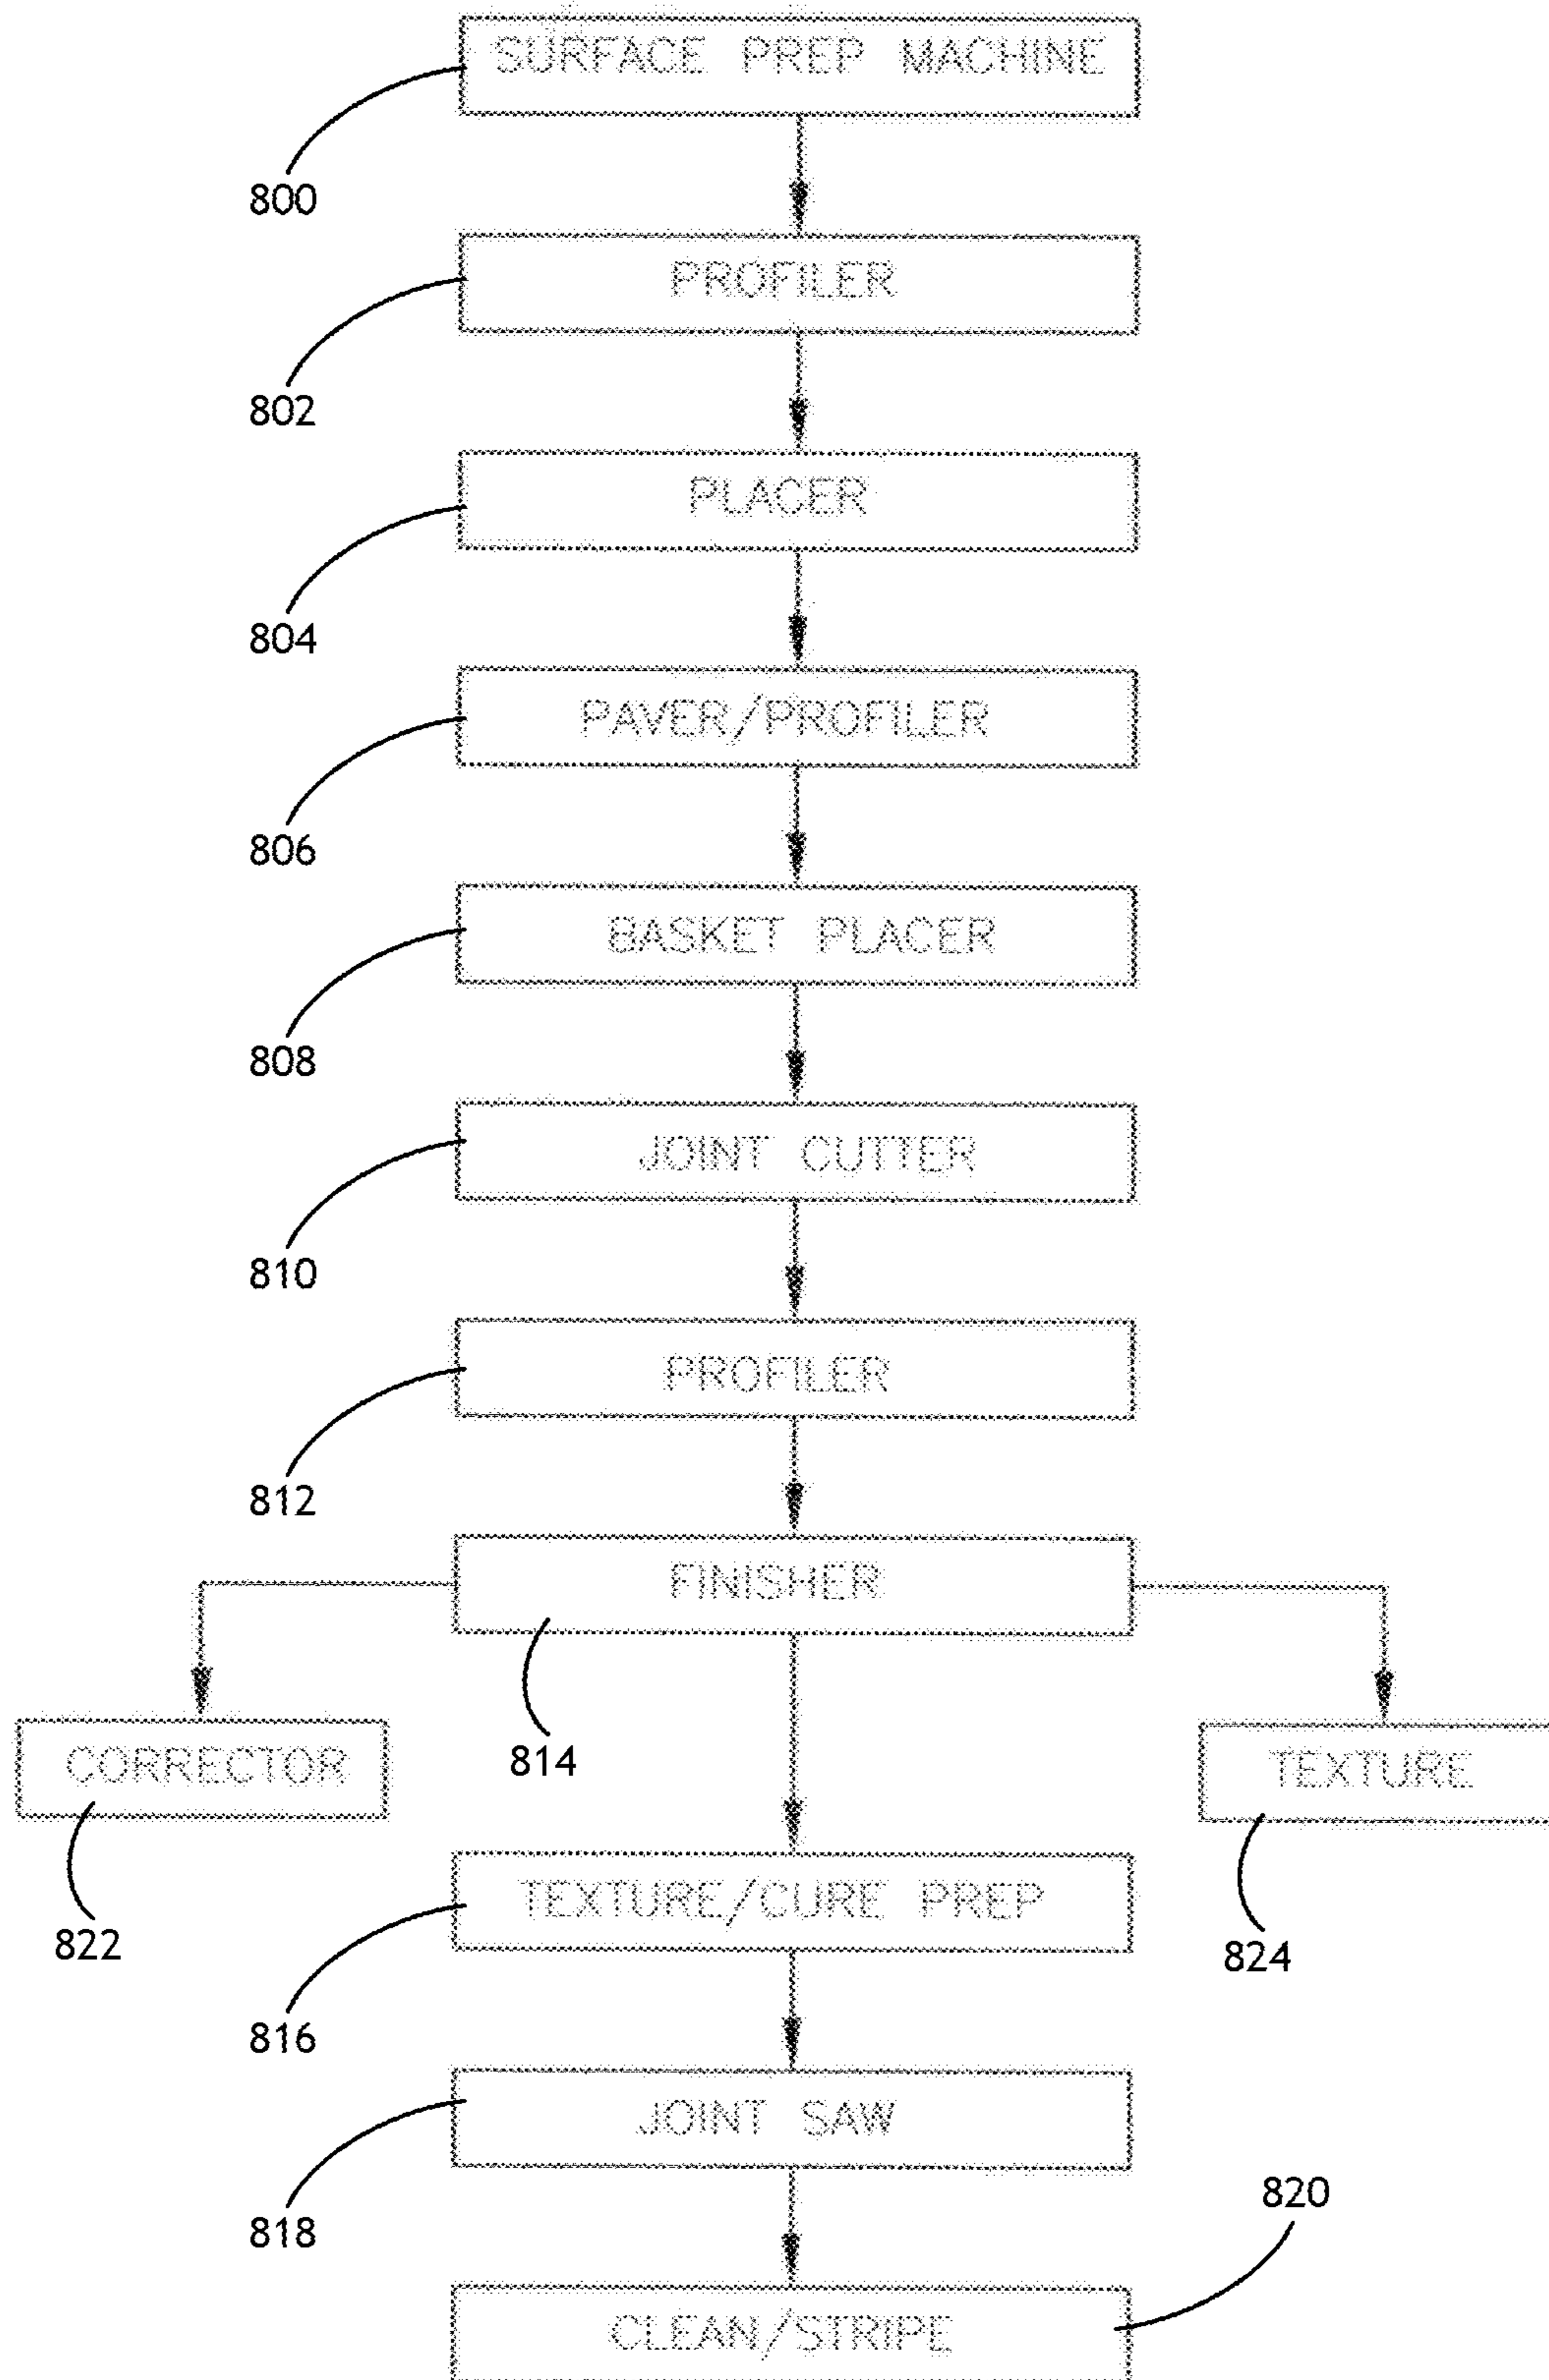 SURFACE PREP MACHINE
800
PROFILER
802
PLACER
804
PAVER/PROFILER
806
BASKET PLACER
808
JOINT CUTTER
810
PROFILER
812
FINISHER
814
CORRECTOR
822
TEXTURE
824
TEXTURE/CURE PREP
816
JOINT SAW
818
820
CLEAN/STRIPE